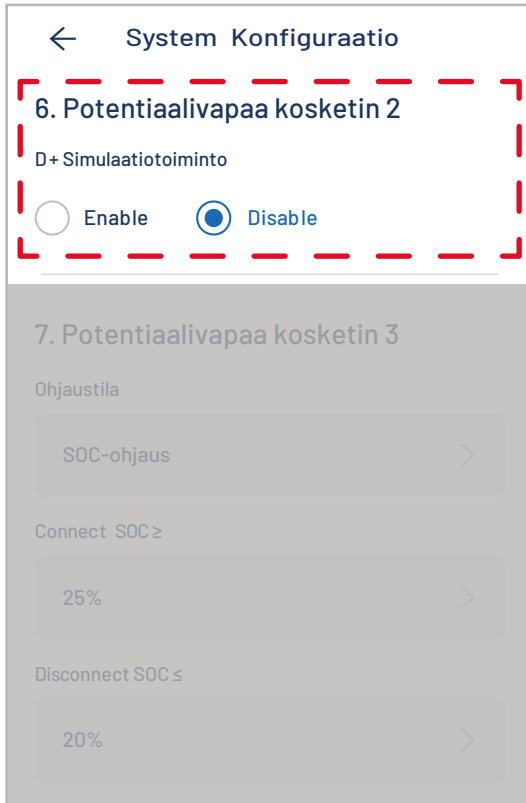 System Konfiguraatio
6. Potentiaalivapaa kosketin 2
D+ Simulaatiotoiminto
Enable Disable
7. Potentiaalivapaa kosketin 3
Ohjaustila
SOC-ohjaus
Connect SOC ≥
25%
Disconnect SOC ≤
20%